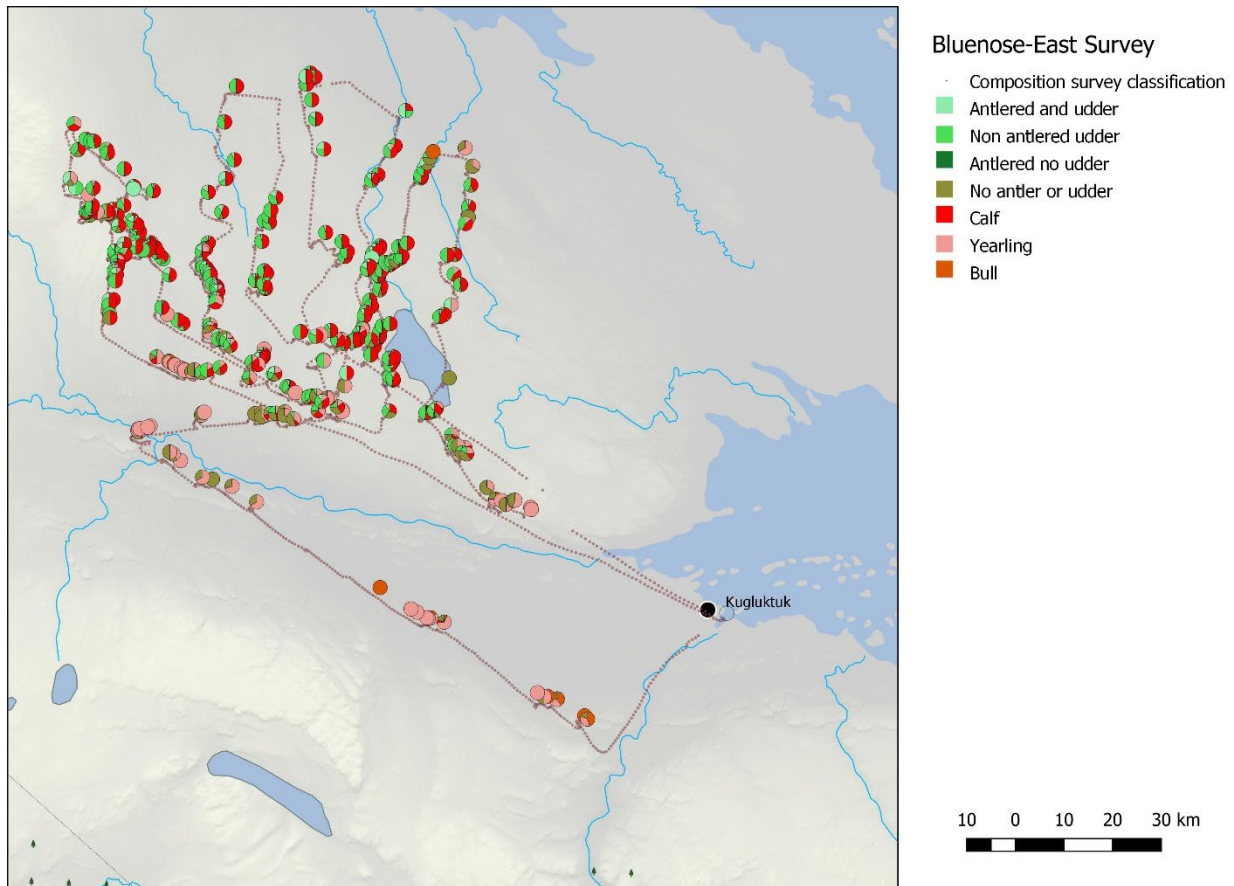 Bluenose-East Survey
Composition survey classification
Antlered and udder
Non antlered udder
Antlered no udder
No antler or udder
Calf
Yearling
Bull
Kugluktuk
10 0 10 20 30 km